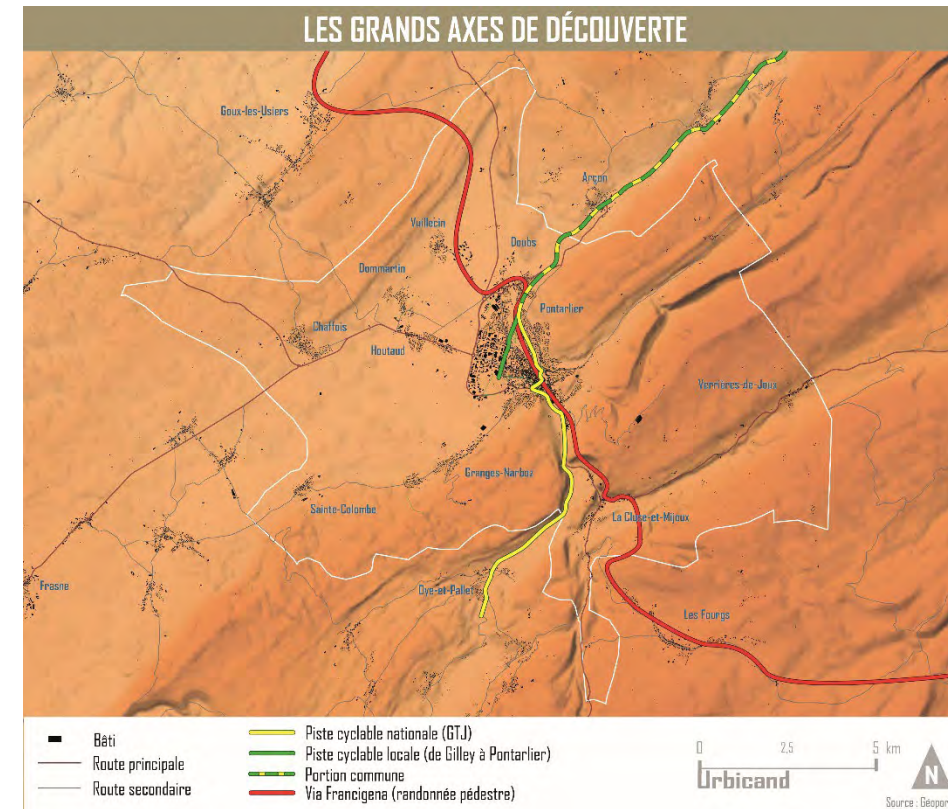 LES GRANDS AXES DE DÉCOUVERTE
Goux-les-Usiers
Arçon
Vuillecin
Doubs
Dommartin
Pontarlier
Chaffois
Houtaud
Verrières-de-Joux
Granges-Narboz
Sainte-Colombe
La Cluse-et-Mijoux
Frasne
Oye-et-Pallet
Les Fourgs
Bâti
Route principale
Route secondaire
Piste cyclable nationale (GTJ)
Piste cyclable locale (de Gilley à Pontarlier)
Portion commune
Via Francigena (randonnée pédestre)
0 2,5 5 km
Urbicand
N
Source : Géopor